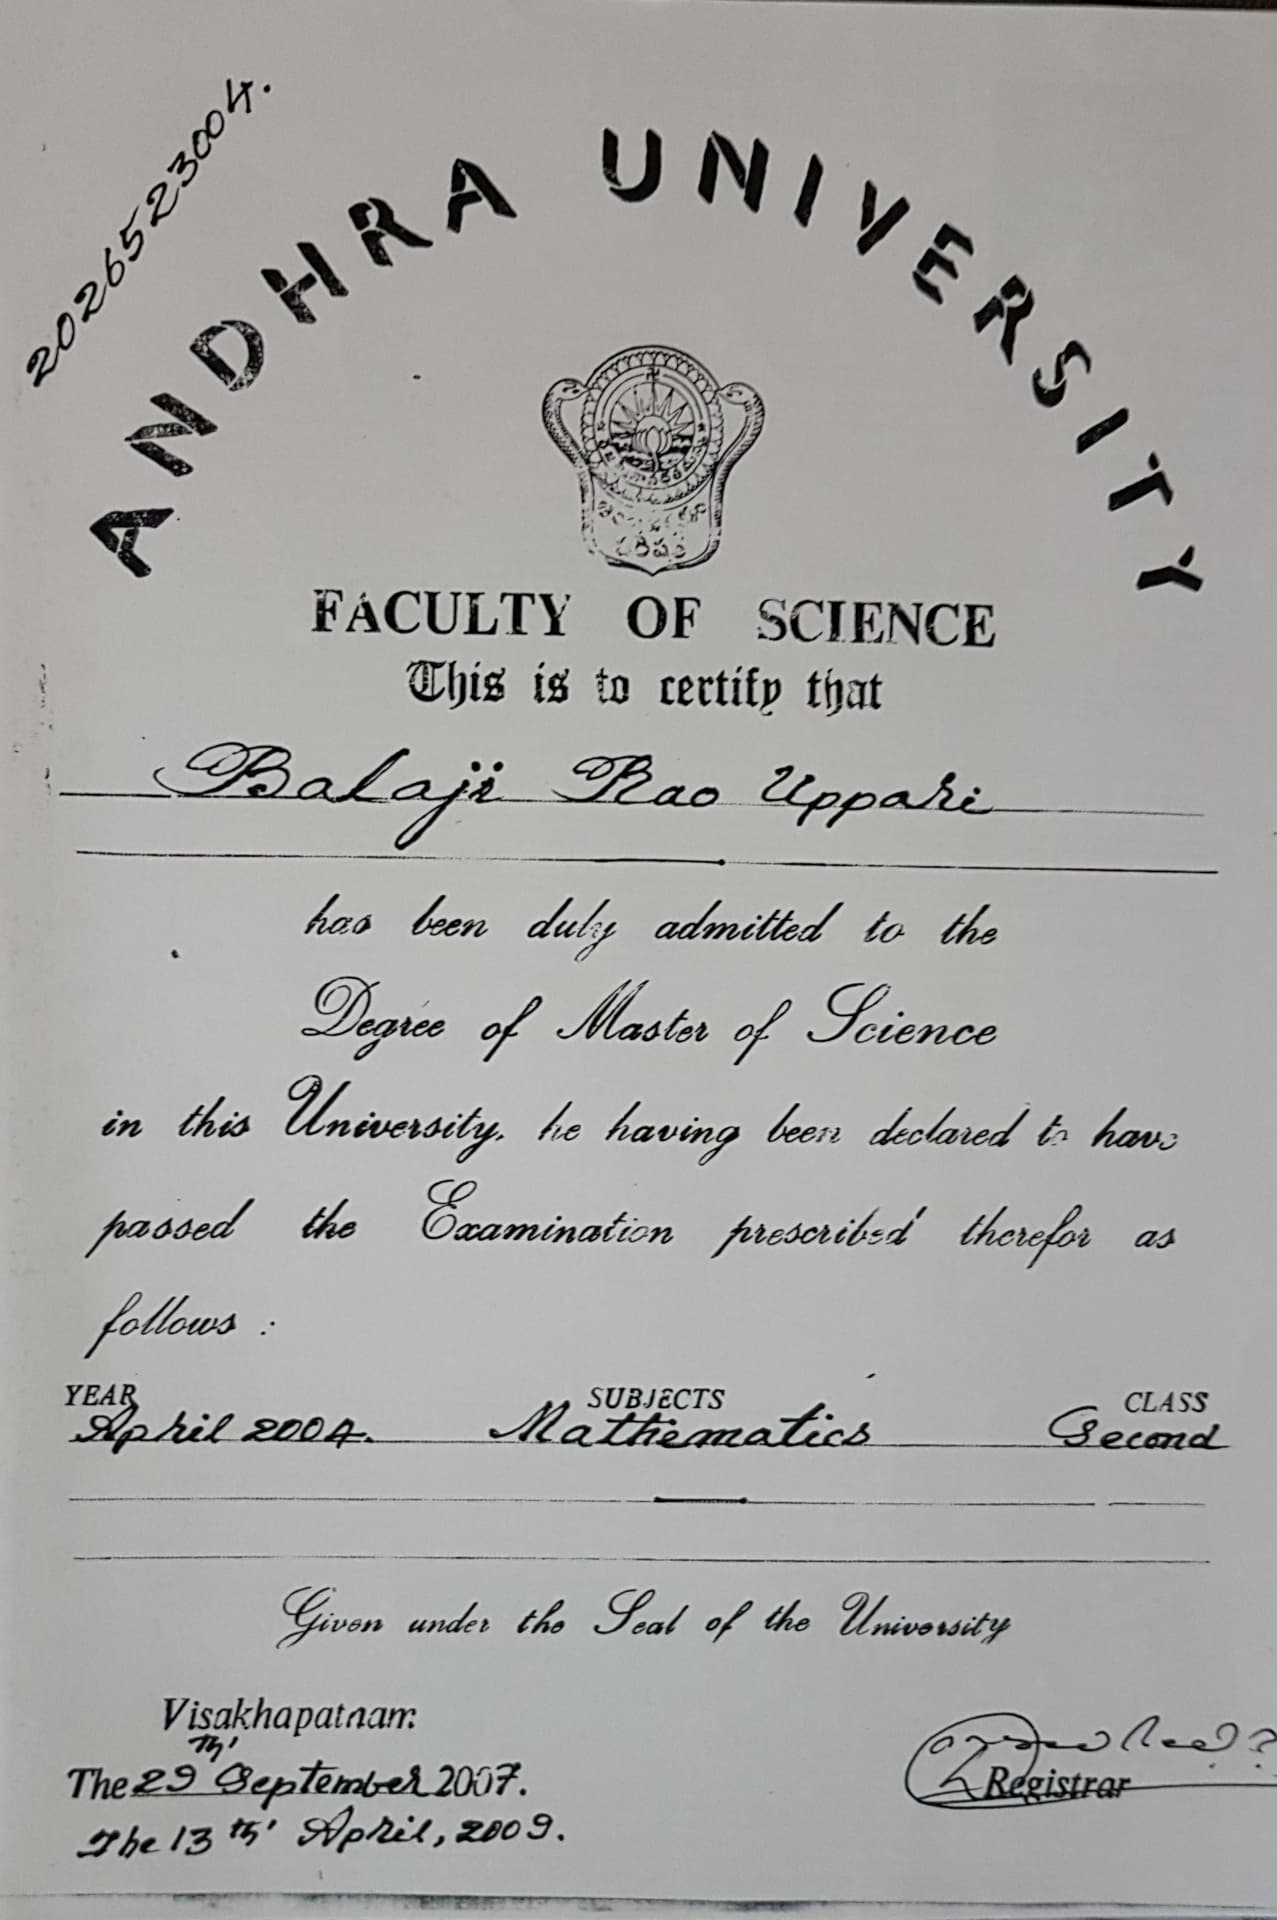 2026523004.
ANDHRA UNIVERSITY
FACULTY OF SCIENCE
This is to certify that
Balaji Rao Uppari
has been duly admitted to the
Degree of Master of Science
in this University, he having been declared to have
passed the Examination prescribed therefor as
follows :
YEAR SUBJECTS CLASS
April 2004. Mathematics Second
Given under the Seal of the University
Visakhapatnam
The 29th September 2007.
The 13th April, 2009.
Registrar